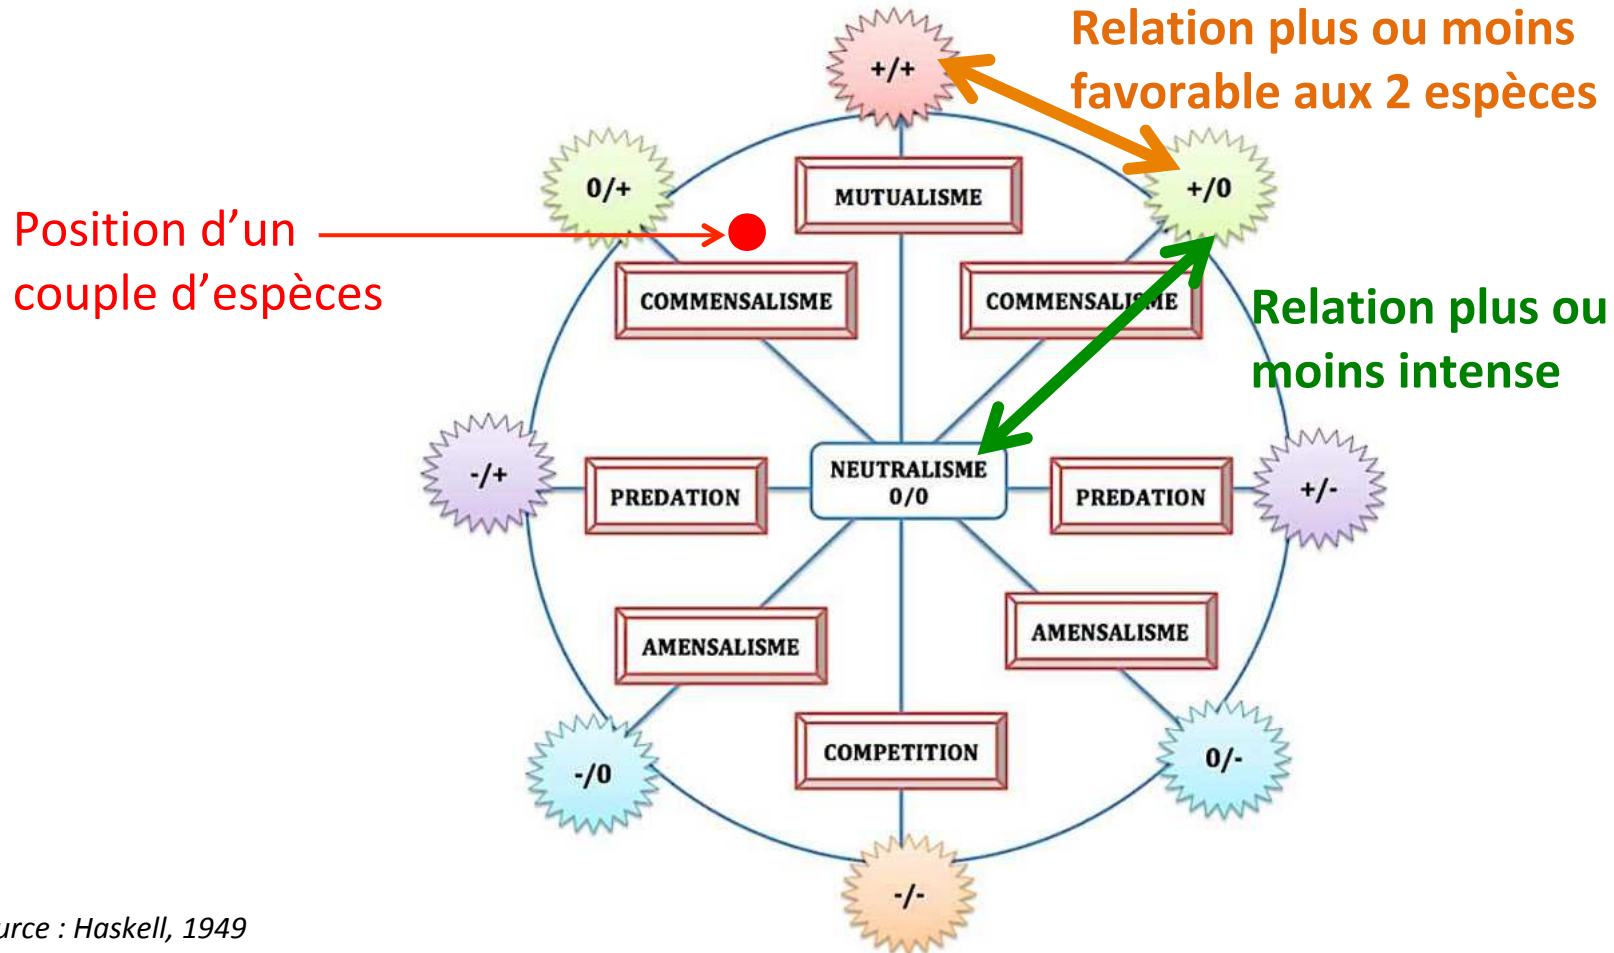 Relation plus ou moins
favorable aux 2 espèces
+/+
0/+
+/0
MUTUALISME
Position d’un
couple d’espèces
COMMENSALISME
COMMENSALISME
Relation plus ou
moins intense
-/+
PREDATION
NEUTRALISME
0/0
PREDATION
+/-
AMENSALISME
AMENSALISME
-/0
COMPETITION
0/-
-/-
urce : Haskell, 1949